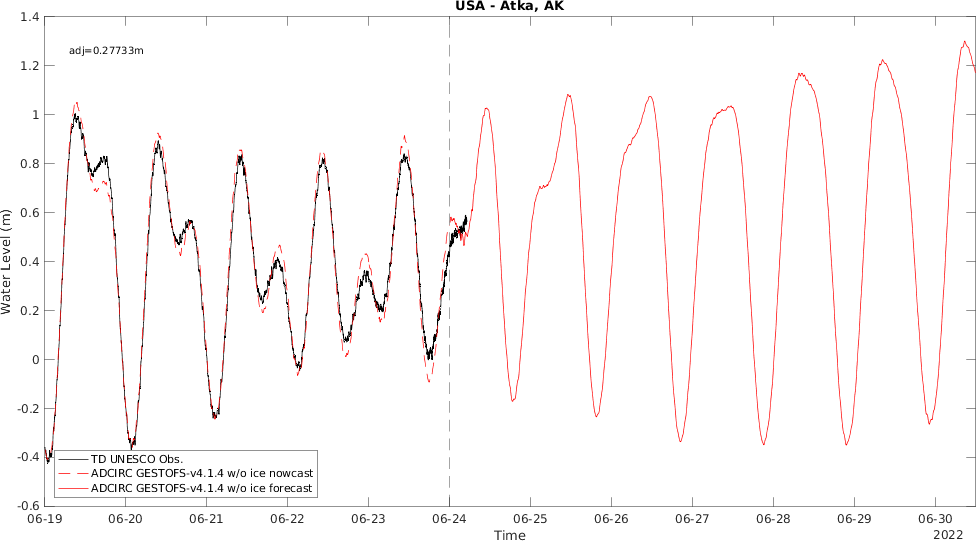 USA - Atka, AK
adj=0.27733m
Water Level (m)
1.4
1.2
1
0.8
0.6
0.4
0.2
0
-0.2
-0.4
-0.6
TD UNESCO Obs.
ADCIRC GESTOFS-v4.1.4 w/o ice nowcast
ADCIRC GESTOFS-v4.1.4 w/o ice forecast
06-19 06-20 06-21 06-22 06-23 06-24 06-25 06-26 06-27 06-28 06-29 06-30
Time
2022